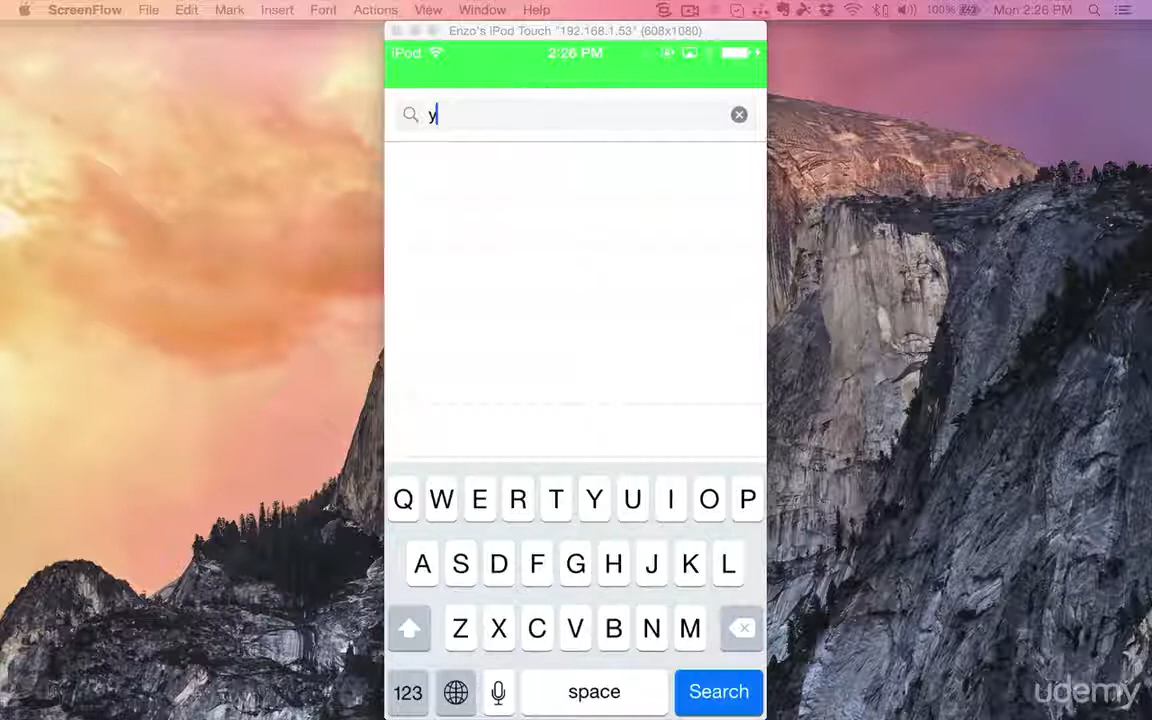 ScreenFlow File Edit Mark Insert Font Actions View Window Help 100% Mon 2:26 PM
Enzo's iPod Touch "192.168.1.53" (608x1080)
iPod 2:26 PM
y
Q W E R T Y U I O P
A S D F G H J K L
Z X C V B N M
123 space Search
udemy